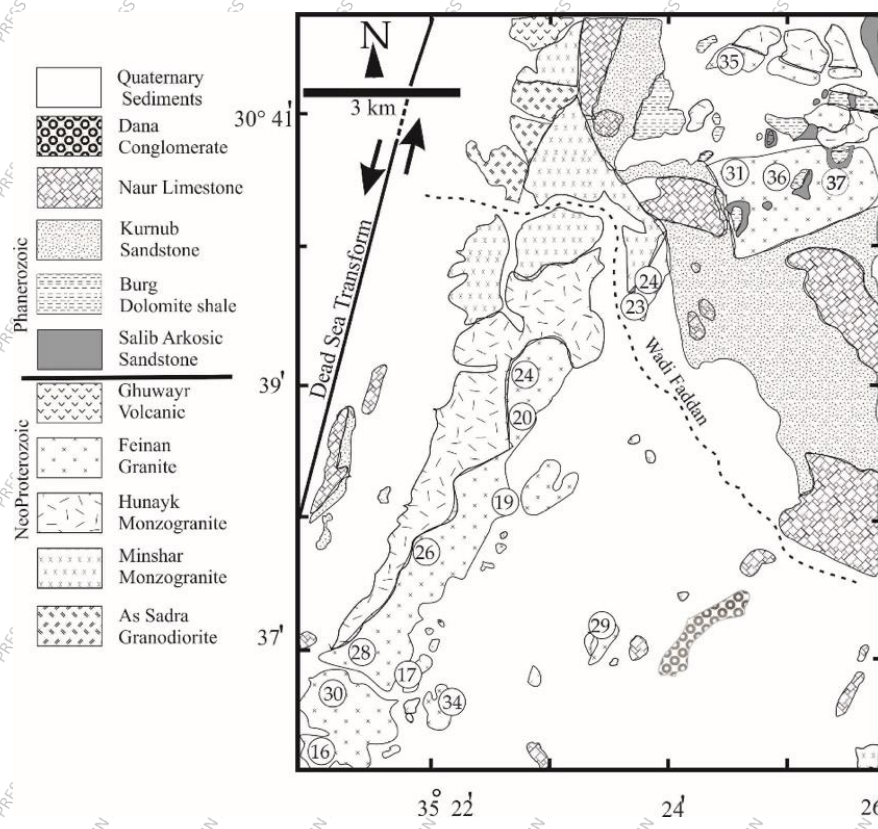 Quaternary
Sediments
Dana
Conglomerate
Naur Limestone
Kurnub
Sandstone
Burg
Dolomite shale
Salib Arkosic
Sandstone
Ghuwayr
Volcanic
Feinan
Granite
Hunayk
Monzogranite
Minshar
Monzogranite
As Sadra
Granodiorite
Phanerozoic
NeoProterozoic
N
3 km
30° 41'
39'
37'
35° 22'
24'
26
Dead Sea Transform
Wadi Faddan
35
31
36
37
24
23
24
20
19
26
29
28
17
30
34
16
PRESS